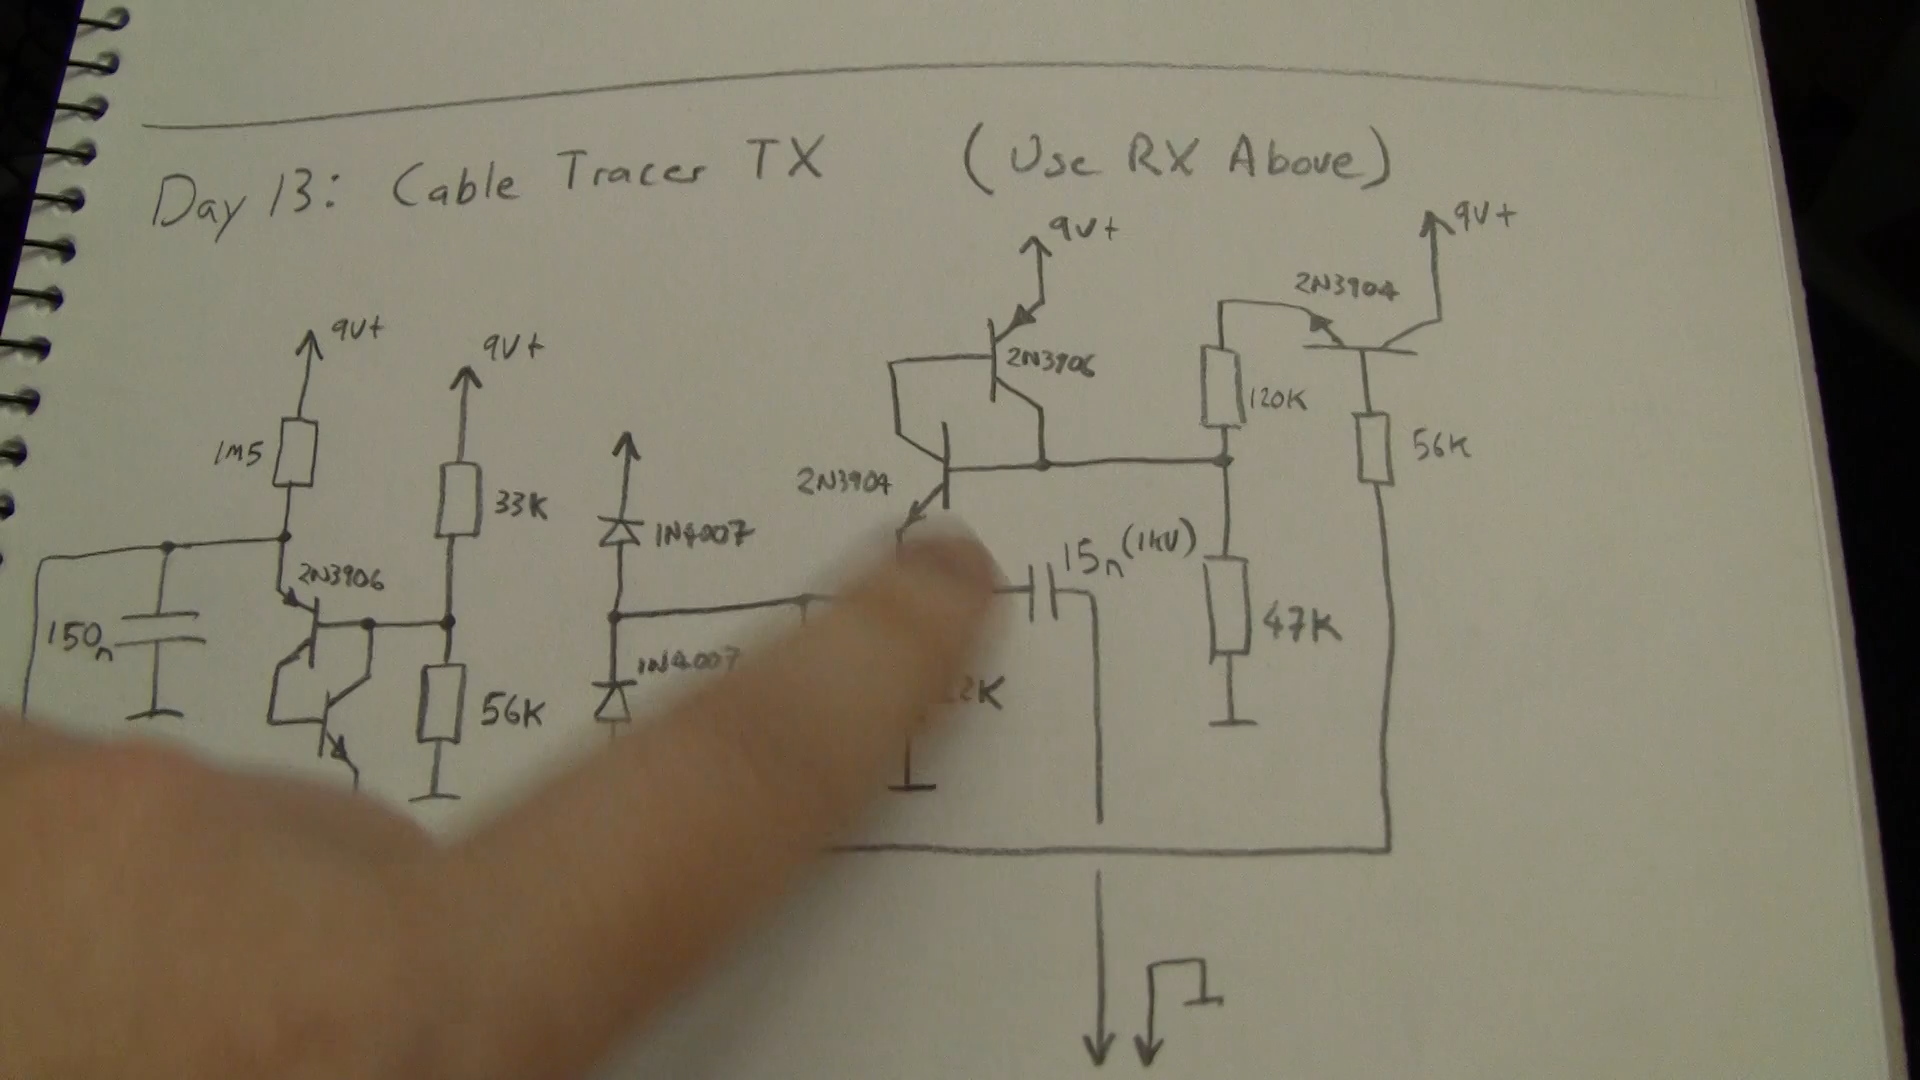 Day 13: Cable Tracer TX (Use RX Above)
9V+
9V+
2N3904
9V+
9V+
2N3906
1M5
120K
56K
33K
2N3904
1N4007
15n (1KV)
2N3906
150n
47K
1N4007
56K